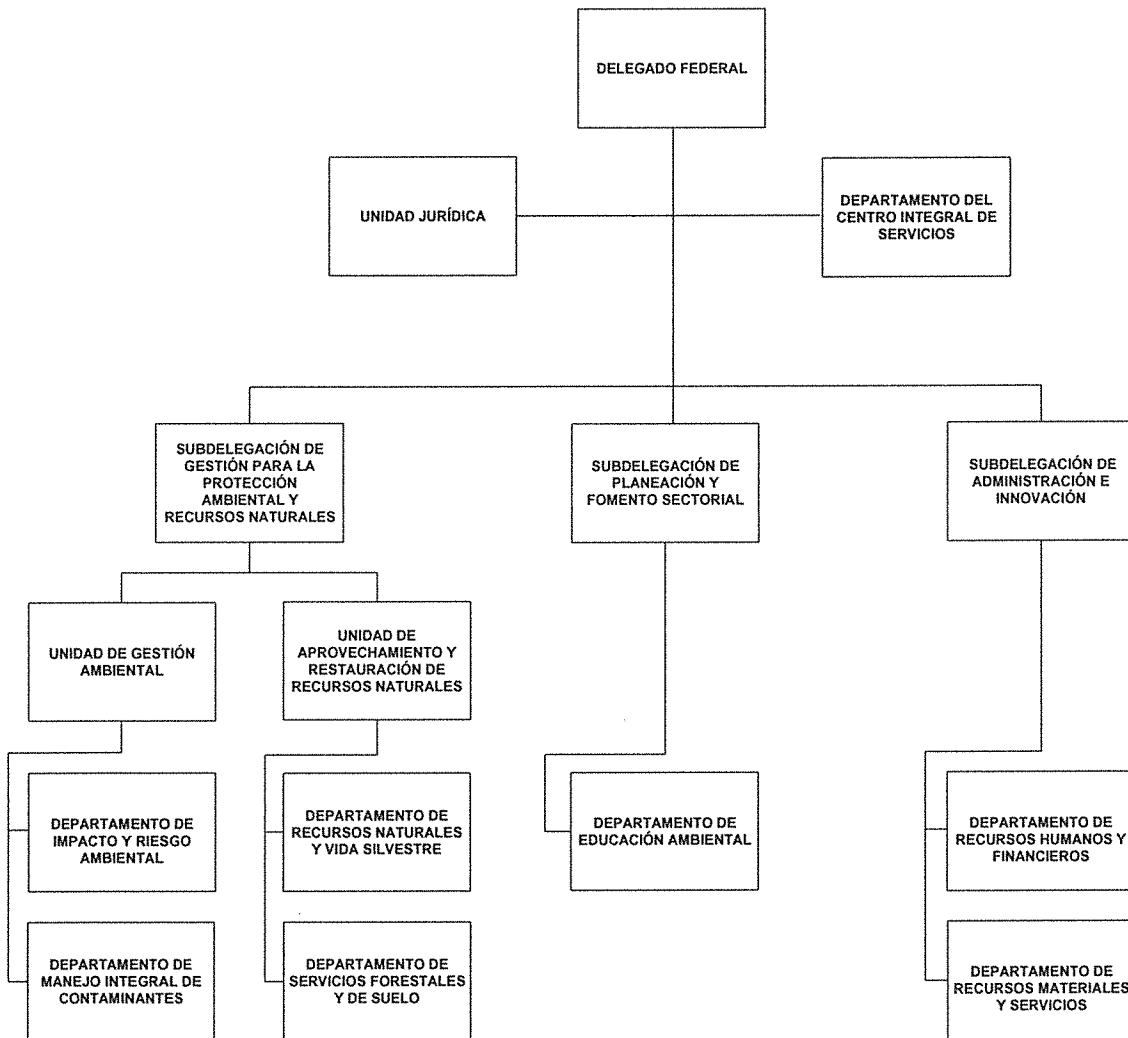 DELEGADO FEDERAL
UNIDAD JURÍDICA
DEPARTAMENTO DEL
CENTRO INTEGRAL DE
SERVICIOS
SUBDELEGACIÓN DE
GESTIÓN PARA LA
PROTECCIÓN
AMBIENTAL Y
RECURSOS NATURALES
SUBDELEGACIÓN DE
PLANEACIÓN Y
FOMENTO SECTORIAL
SUBDELEGACIÓN DE
ADMINISTRACIÓN E
INNOVACIÓN
UNIDAD DE GESTIÓN
AMBIENTAL
UNIDAD DE
APROVECHAMIENTO Y
RESTAURACIÓN DE
RECURSOS NATURALES
DEPARTAMENTO DE
IMPACTO Y RIESGO
AMBIENTAL
DEPARTAMENTO DE
RECURSOS NATURALES
Y VIDA SILVESTRE
DEPARTAMENTO DE
EDUCACIÓN AMBIENTAL
DEPARTAMENTO DE
RECURSOS HUMANOS Y
FINANCIEROS
DEPARTAMENTO DE
MANEJO INTEGRAL DE
CONTAMINANTES
DEPARTAMENTO DE
SERVICIOS FORESTALES
Y DE SUELO
DEPARTAMENTO DE
RECURSOS MATERIALES
Y SERVICIOS